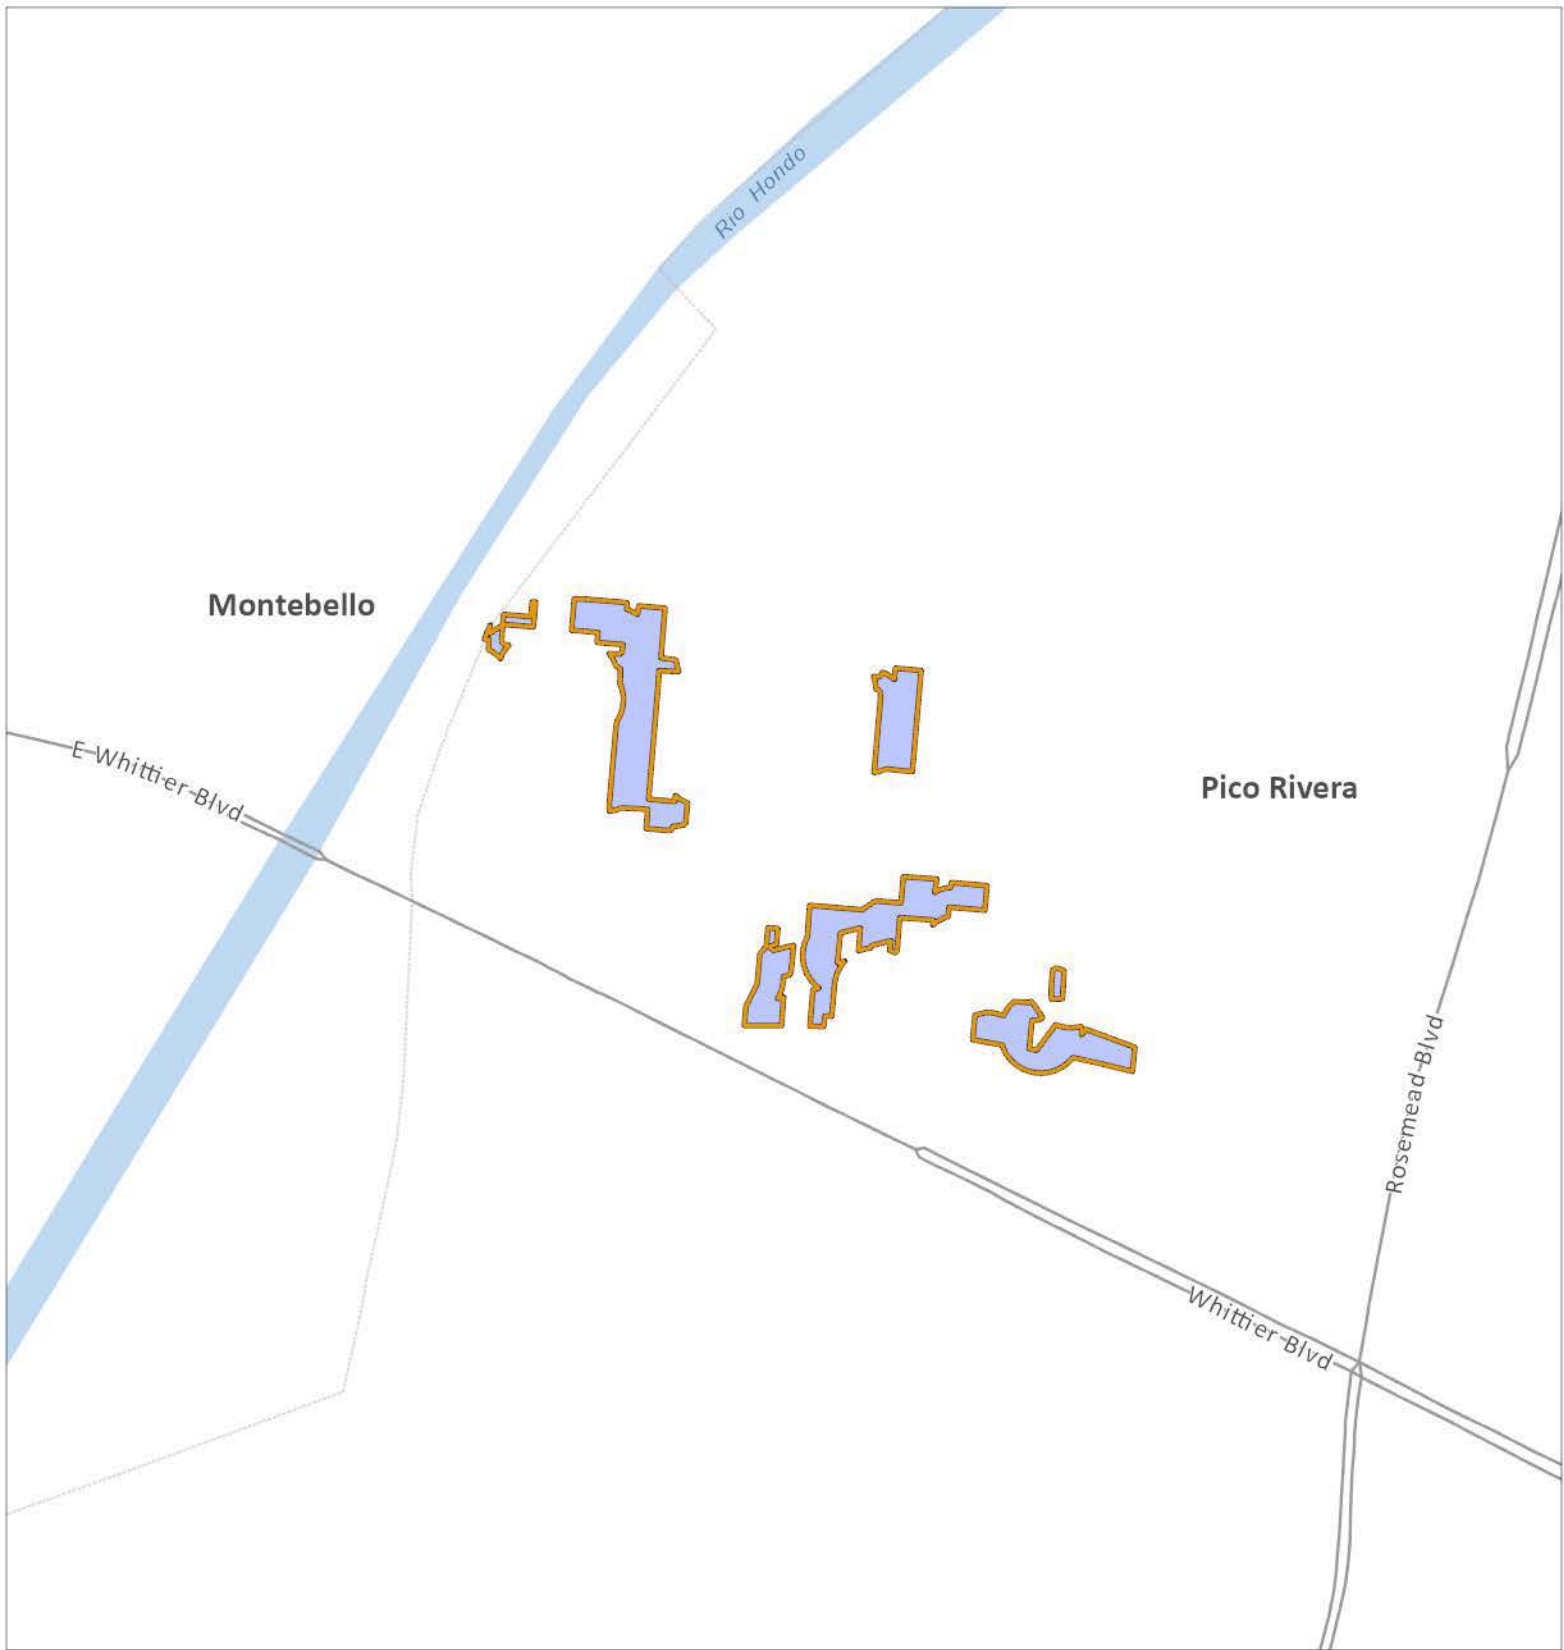 Rio Hondo
Montebello
E Whittier Blvd
Pico Rivera
Rosemead Blvd
Whittier Blvd